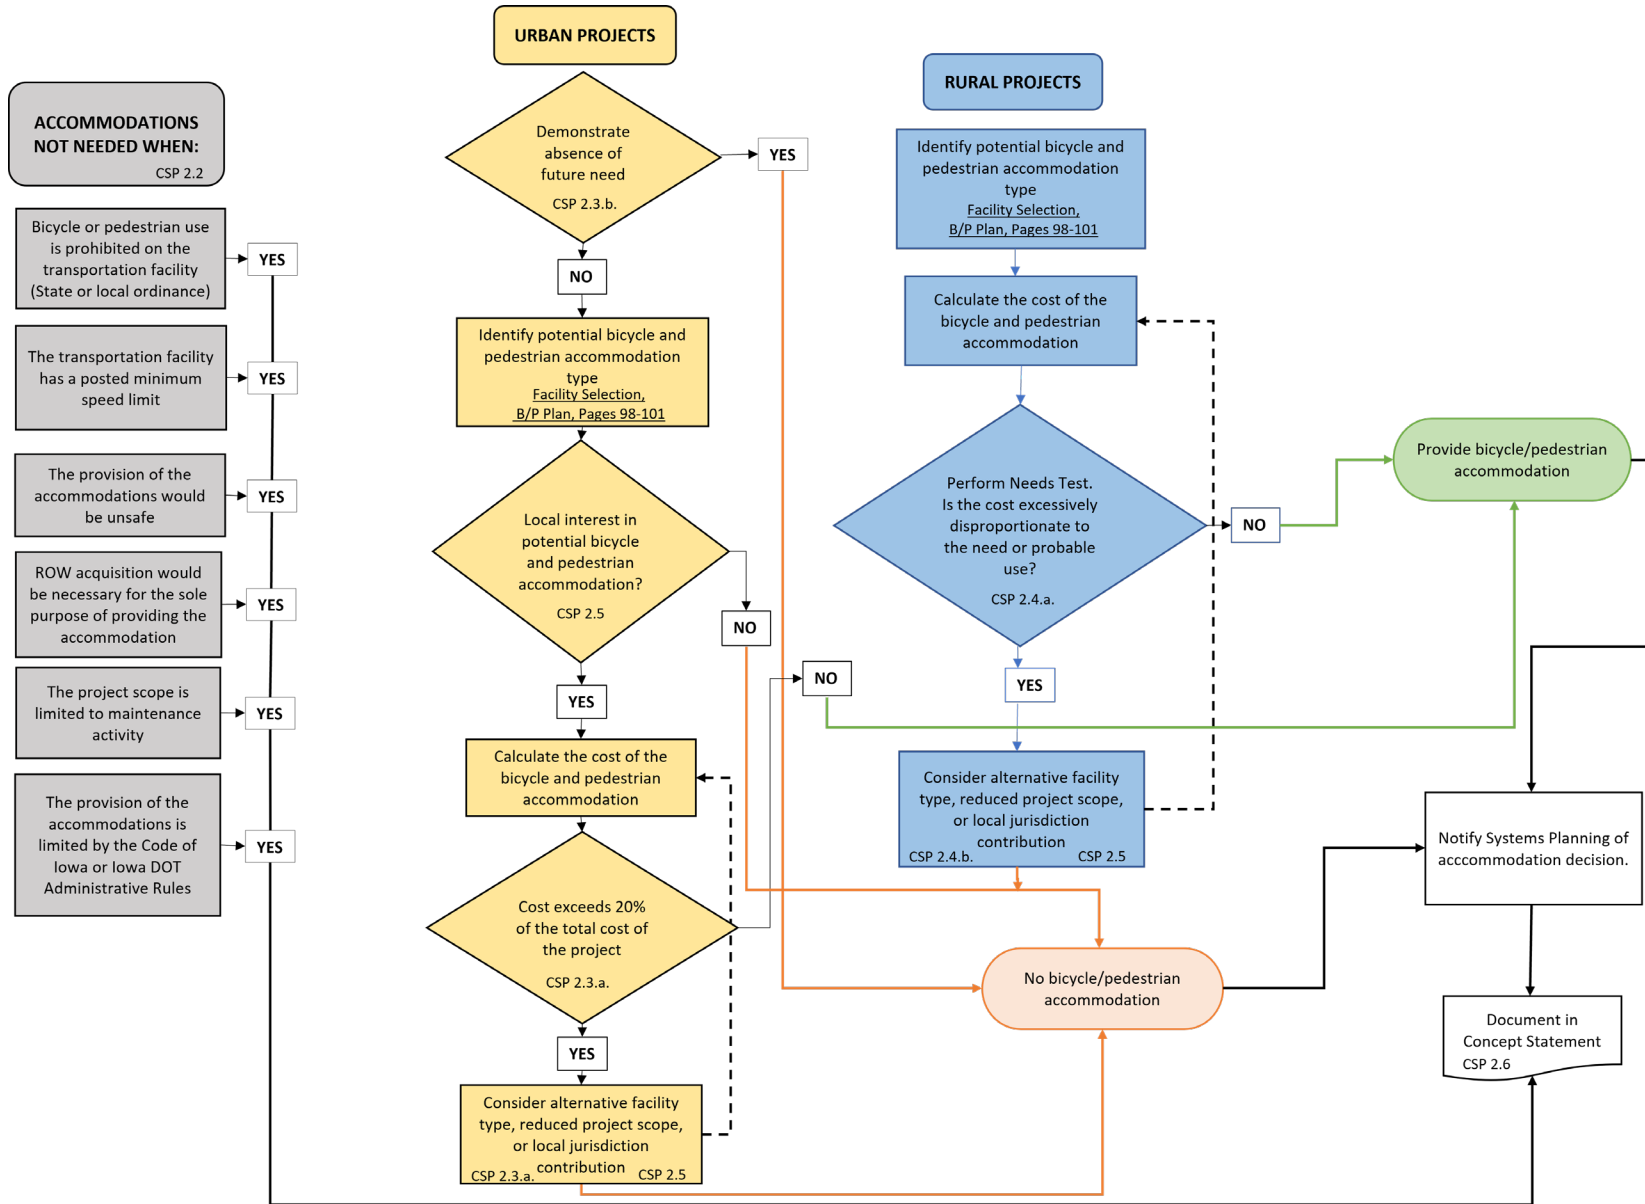 ACCOMMODATIONS
NOT NEEDED WHEN:
CSP 2.2
Bicycle or pedestrian use
is prohibited on the
transportation facility
(State or local ordinance)
YES
The transportation facility
has a posted minimum
speed limit
YES
The provision of the
accommodations would
be unsafe
YES
ROW acquisition would
be necessary for the sole
purpose of providing the
accommodation
YES
The project scope is
limited to maintenance
activity
YES
The provision of the
accommodations is
limited by the Code of
Iowa or Iowa DOT
Administrative Rules
YES
URBAN PROJECTS
Demonstrate
absence of
future need
CSP 2.3.b.
YES
NO
Identify potential bicycle and
pedestrian accommodation
type
Facility Selection,
B/P Plan, Pages 98-101
Local interest in
potential bicycle
and pedestrian
accommodation?
CSP 2.5
NO
YES
Calculate the cost of the
bicycle and pedestrian
accommodation
Cost exceeds 20%
of the total cost of
the project
CSP 2.3.a.
NO
YES
Consider alternative facility
type, reduced project scope,
or local jurisdiction
contribution
CSP 2.3.a. CSP 2.5
RURAL PROJECTS
Identify potential bicycle and
pedestrian accommodation
type
Facility Selection,
B/P Plan, Pages 98-101
Calculate the cost of the
bicycle and pedestrian
accommodation
Perform Needs Test.
Is the cost excessively
disproportionate to
the need or probable
use?
CSP 2.4.a.
NO
YES
Consider alternative facility
type, reduced project scope,
or local jurisdiction
contribution
CSP 2.4.b. CSP 2.5
No bicycle/pedestrian
accommodation
Provide bicycle/pedestrian
accommodation
Notify Systems Planning of
acccommodation decision.
Document in
Concept Statement
CSP 2.6